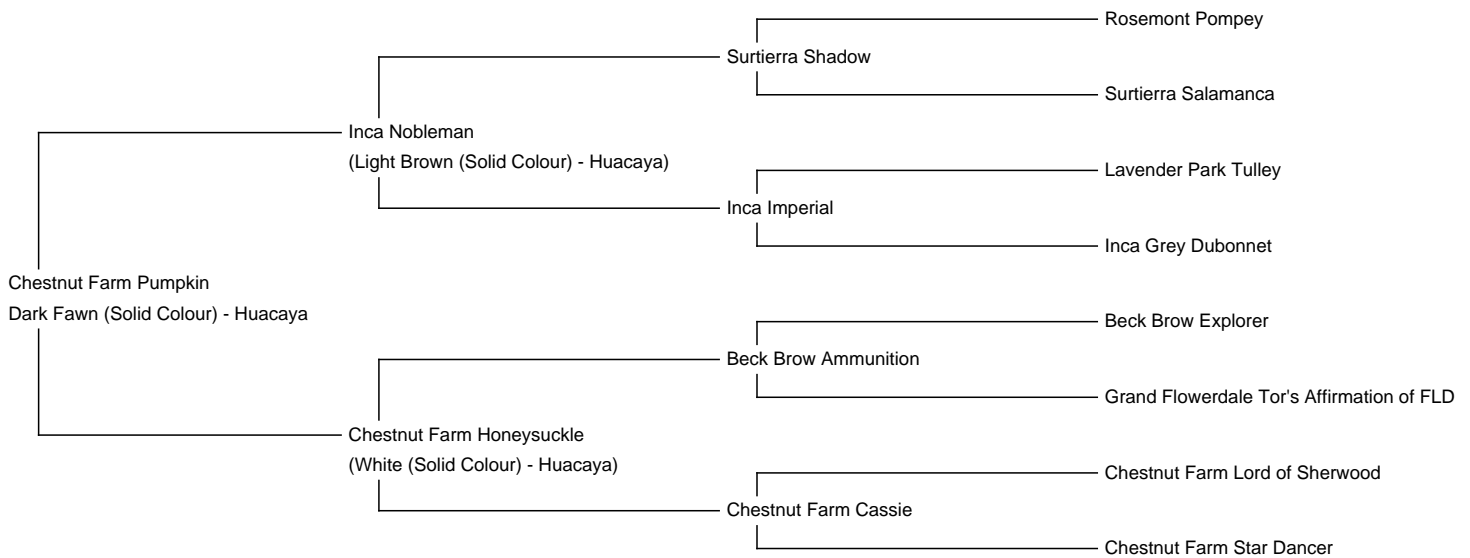 Rosemont Pompey
Surtierra Shadow
Surtierra Salamanca
Inca Nobleman
(Light Brown (Solid Colour) - Huacaya)
Lavender Park Tulley
Inca Imperial
Inca Grey Dubonnet
Chestnut Farm Pumpkin
Dark Fawn (Solid Colour) - Huacaya
Beck Brow Explorer
Beck Brow Ammunition
Grand Flowerdale Tor's Affirmation of FLD
Chestnut Farm Honeysuckle
(White (Solid Colour) - Huacaya)
Chestnut Farm Lord of Sherwood
Chestnut Farm Cassie
Chestnut Farm Star Dancer